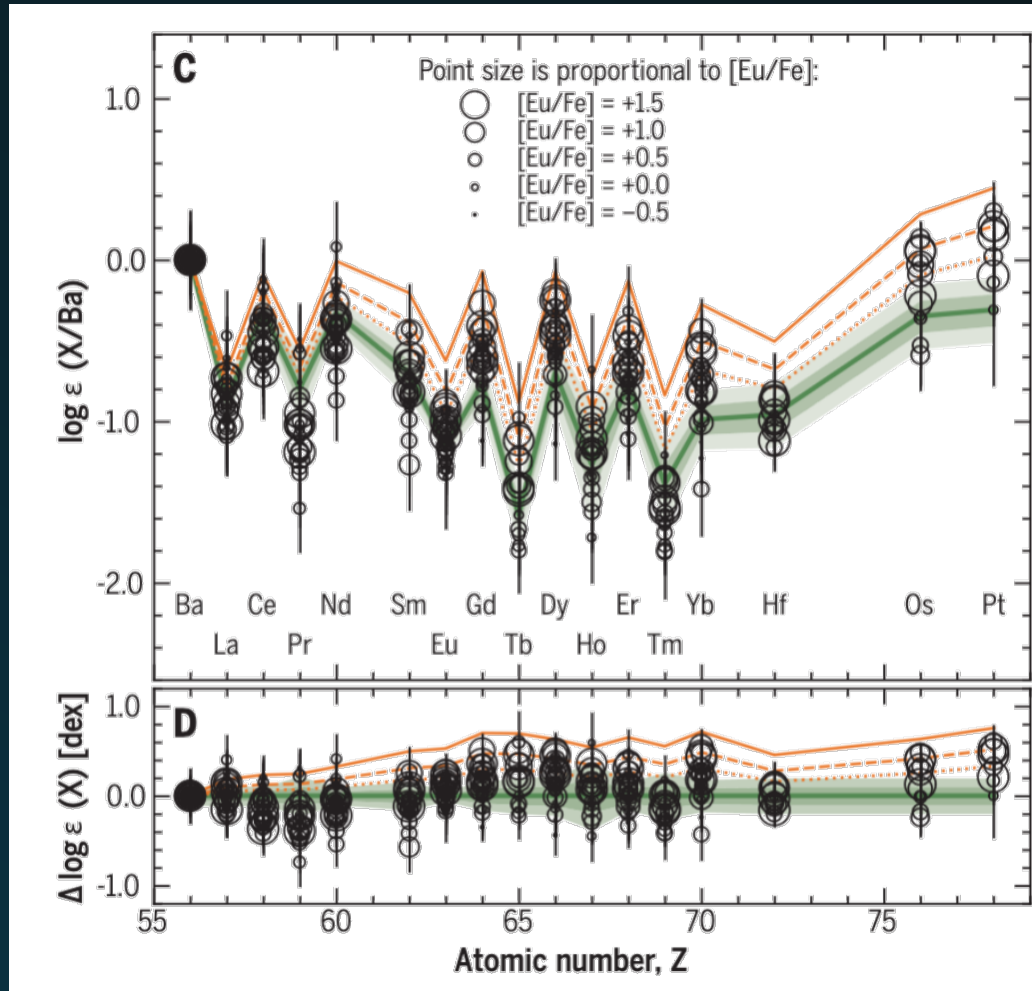 C
Point size is proportional to [Eu/Fe]:
[Eu/Fe] = +1.5
[Eu/Fe] = +1.0
[Eu/Fe] = +0.5
[Eu/Fe] = +0.0
[Eu/Fe] = −0.5
1.0
0.0
-1.0
-2.0
log ε (X/Ba)
Ba Ce Nd Sm Gd Dy Er Yb Hf Os Pt
La Pr Eu Tb Ho Tm
D
1.0
0.0
-1.0
Δlog ε (X) [dex]
55 60 65 70 75
Atomic number, Z